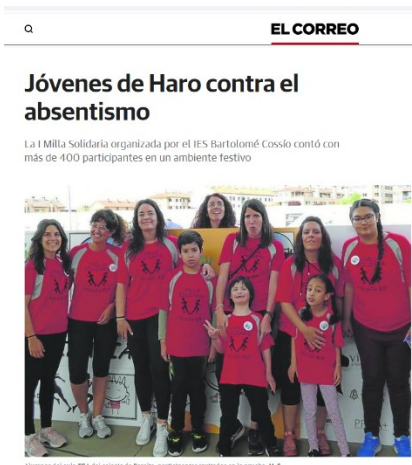 EL CORREO
Jóvenes de Haro contra el
absentismo
La I Milla Solidaria organizada por el IES Bartolomé Cossío contó con
más de 400 participantes en un ambiente festivo